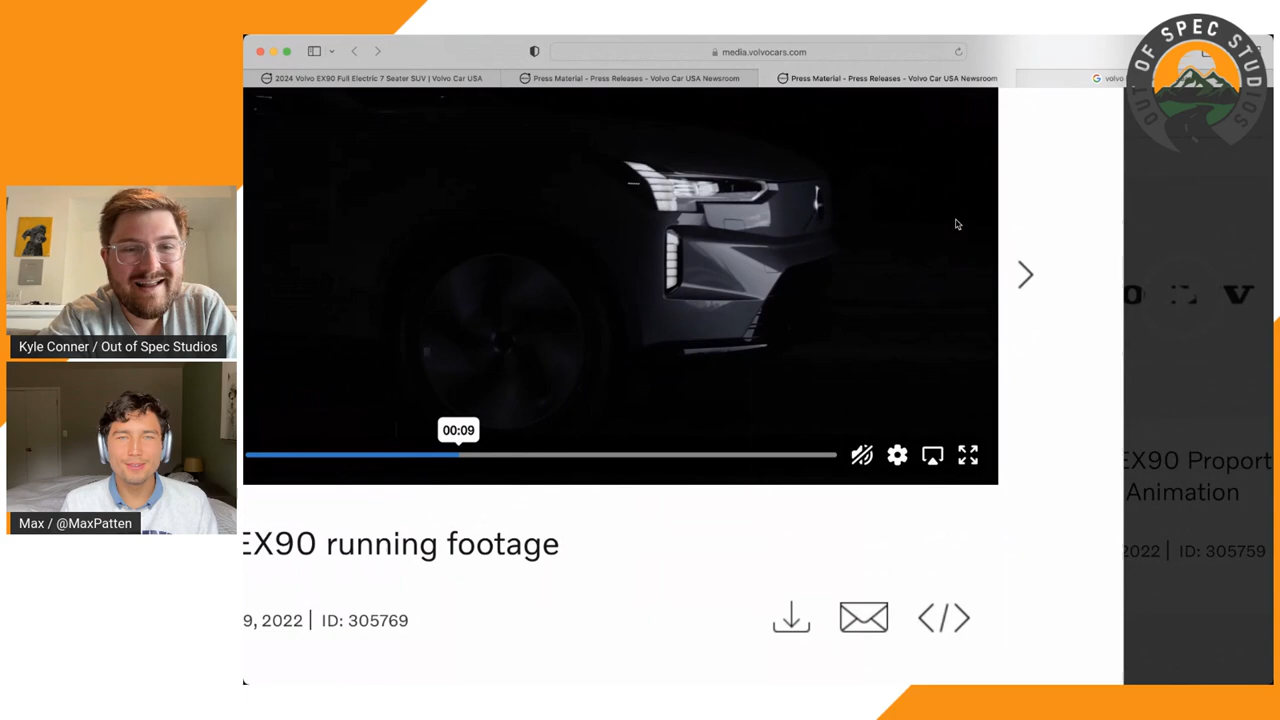 media.volvocars.com
2024 Volvo EX90 Full Electric 7 Seater SUV | Volvo Car USA
Press Material - Press Releases - Volvo Car USA Newsroom
Press Material - Press Releases - Volvo Car USA Newsroom
volvo
OUT OF SPEC STUDIOS
Kyle Conner / Out of Spec Studios
Max / @MaxPatten
00:09
EX90 running footage
9, 2022 | ID: 305769
O V
EX90 Proport
Animation
2022 | ID: 305759